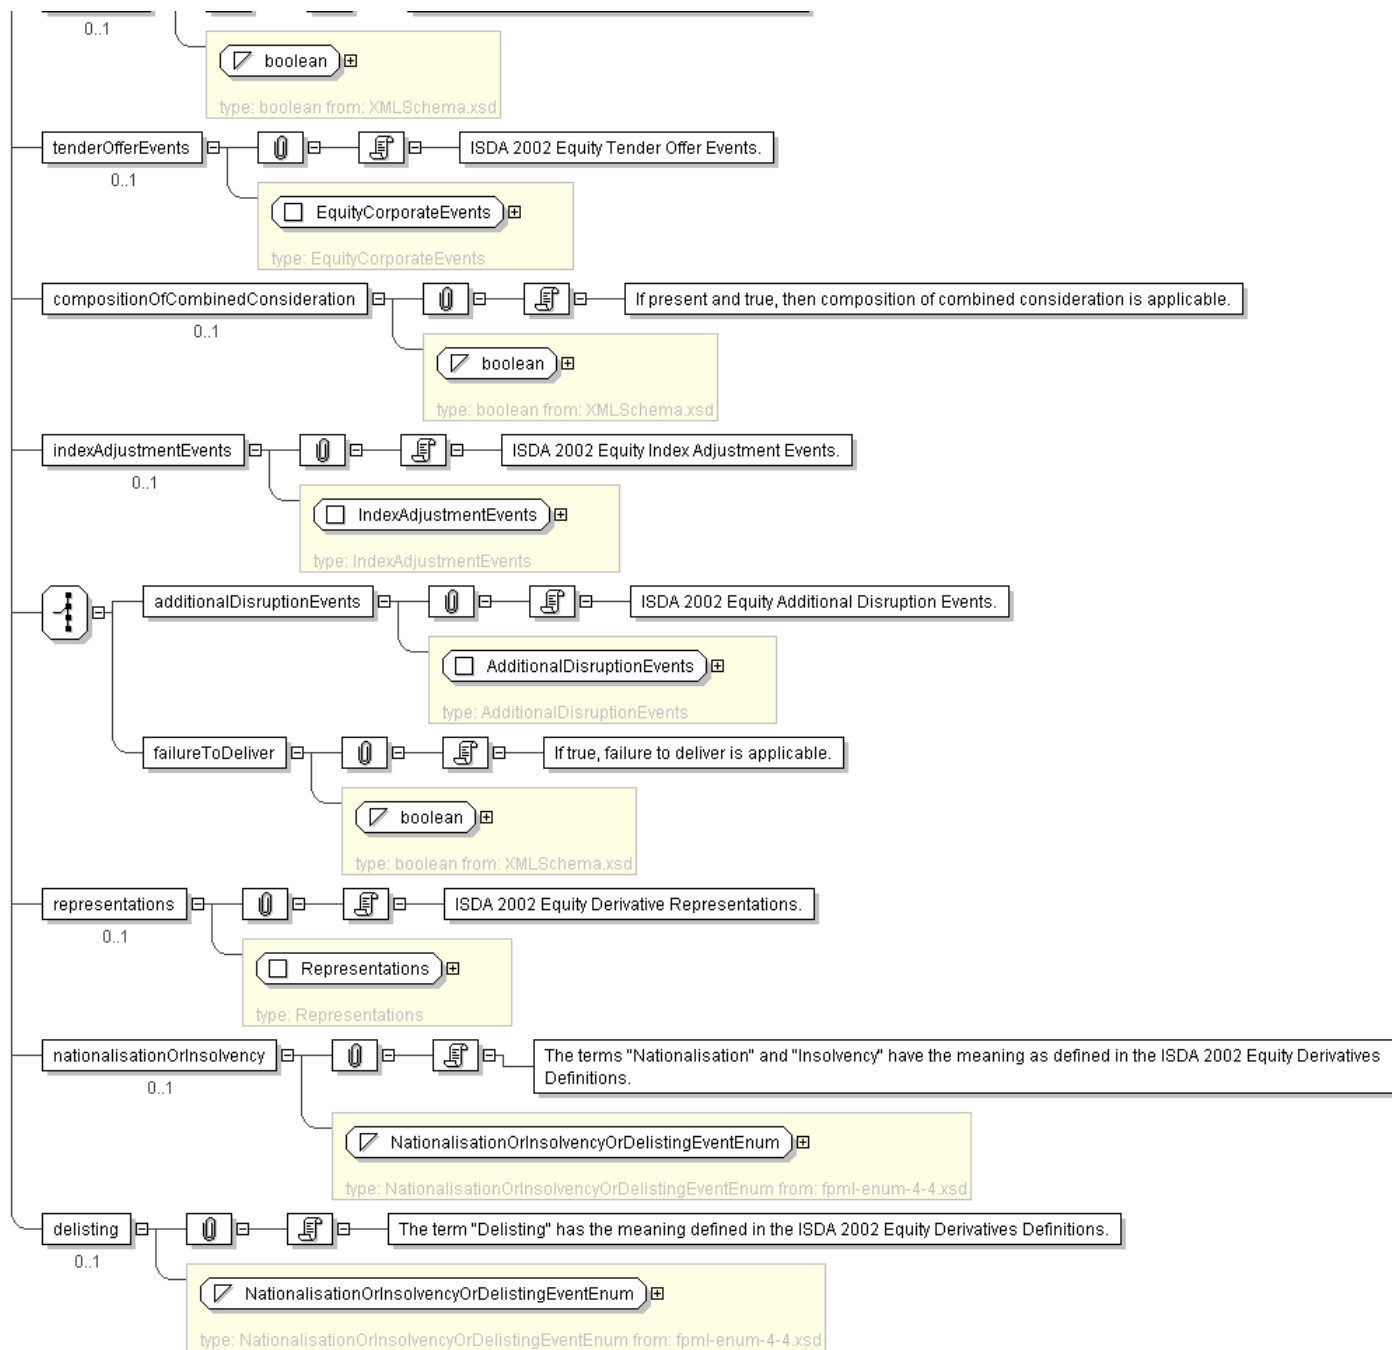 0..1
boolean
type: boolean from: XMLSchema.xsd
tenderOfferEvents
ISDA 2002 Equity Tender Offer Events.
0..1
EquityCorporateEvents
type: EquityCorporateEvents
compositionOfCombinedConsideration
If present and true, then composition of combined consideration is applicable.
0..1
boolean
type: boolean from: XMLSchema.xsd
indexAdjustmentEvents
ISDA 2002 Equity Index Adjustment Events.
0..1
IndexAdjustmentEvents
type: IndexAdjustmentEvents
additionalDisruptionEvents
ISDA 2002 Equity Additional Disruption Events.
AdditionalDisruptionEvents
type: AdditionalDisruptionEvents
failureToDeliver
If true, failure to deliver is applicable.
boolean
type: boolean from: XMLSchema.xsd
representations
ISDA 2002 Equity Derivative Representations.
0..1
Representations
type: Representations
nationalisationOrInsolvency
The terms "Nationalisation" and "Insolvency" have the meaning as defined in the ISDA 2002 Equity Derivatives
Definitions.
0..1
NationalisationOrInsolvencyOrDelistingEventEnum
type: NationalisationOrInsolvencyOrDelistingEventEnum from: fpml-enum-4-4.xsd
delisting
The term "Delisting" has the meaning defined in the ISDA 2002 Equity Derivatives Definitions.
0..1
NationalisationOrInsolvencyOrDelistingEventEnum
type: NationalisationOrInsolvencyOrDelistingEventEnum from: fpml-enum-4-4.xsd